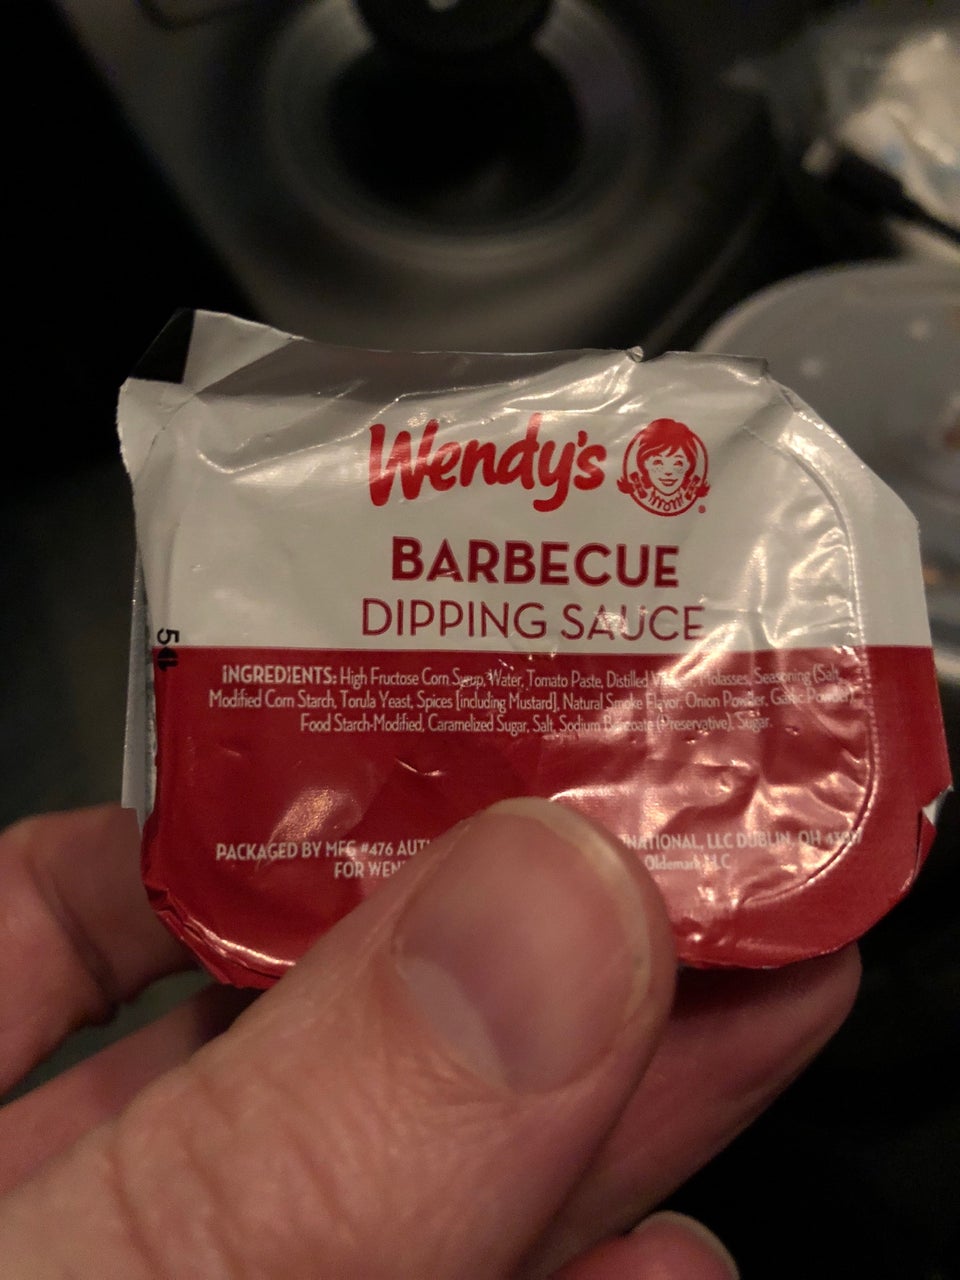 Wendy's
BARBECUE
DIPPING SAUCE
INGREDIENTS: High Fructose Corn Syrup, Water, Tomato Paste, Distilled Molasses, Seasoning (Salt,
Modified Corn Starch, Torula Yeast, Spices [including Mustard], Natural Smoke Flavor, Onion Powder, Garlic Powder)
Food Starch-Modified, Caramelized Sugar, Salt, Sodium Benzoate (Preservative), Sugar.
PACKAGED BY MFG #476 LLC DUBLIN, OH
FOR Oldemark LLC